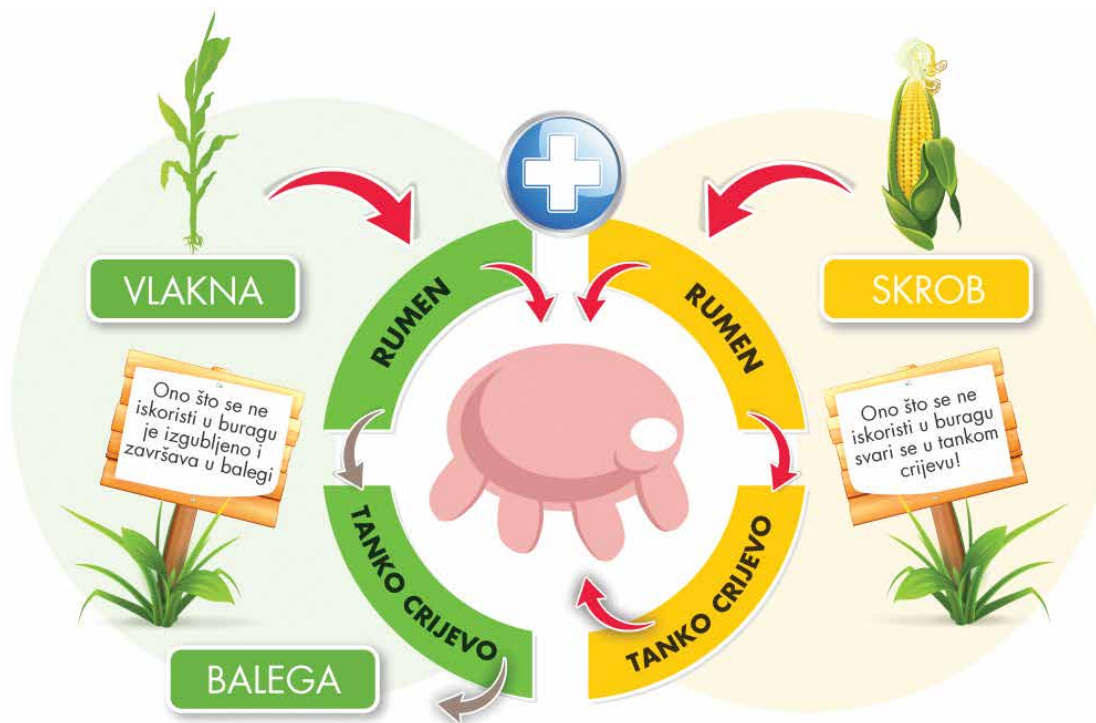 VLAKNA
SKROB
RUMEN
RUMEN
Ono što se ne
iskoristi u buragu
je izgubljeno i
završava u balegi
Ono što se ne
iskoristi u buragu
svari se u tankom
crijevu!
TANKO CRIJEVO
TANKO CRIJEVO
BALEGA